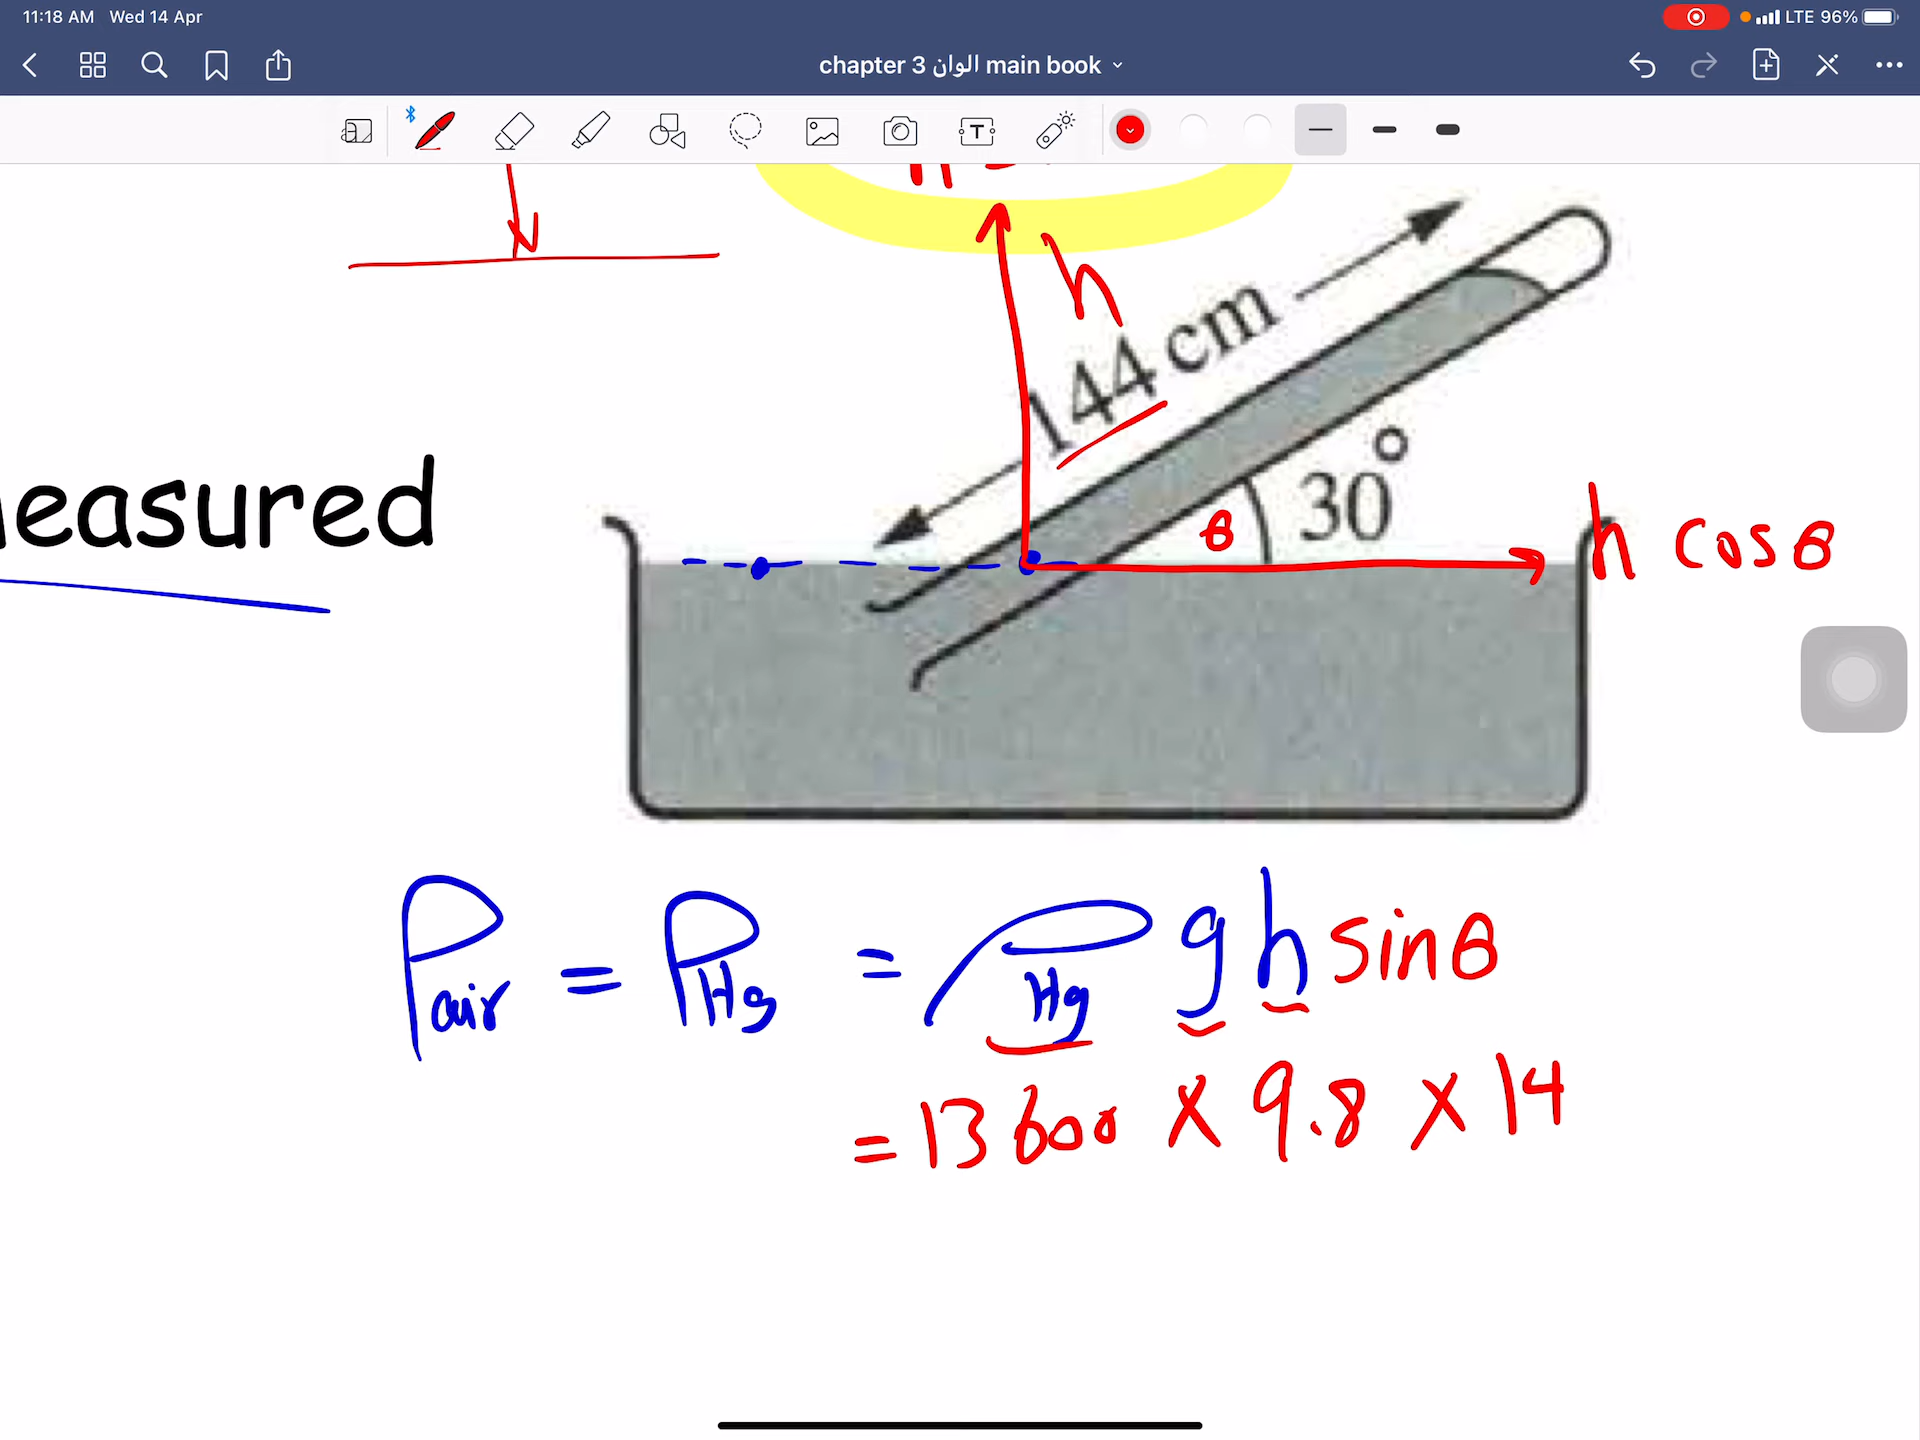 11:18 AM Wed 14 Apr
LTE 96%
chapter 3 الوان main book
T
h
144 cm
30°
θ
h cosθ
easured
Pair = PHg = ρHg g h sinθ
= 13600 × 9.8 × 14